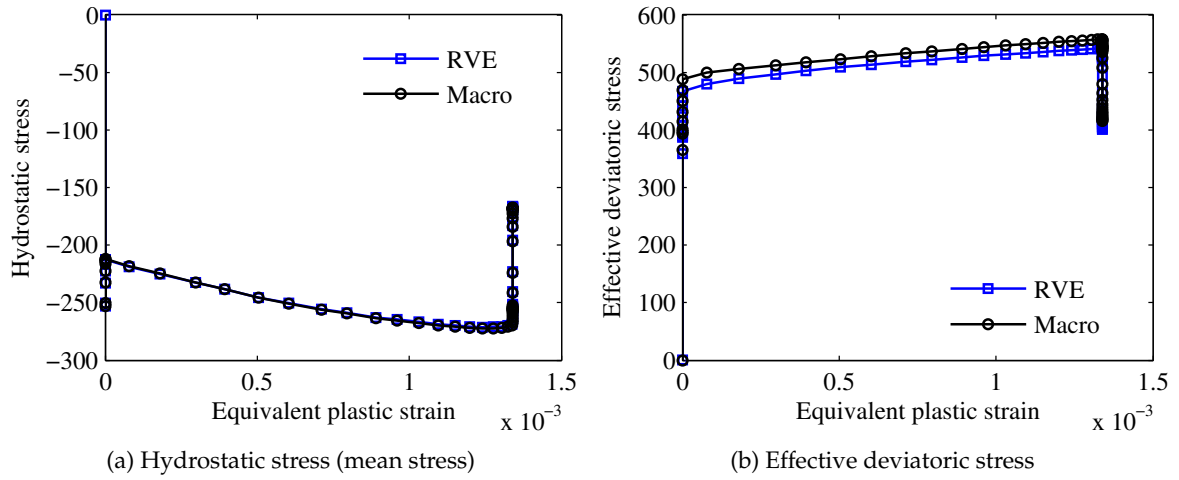 0
−50
−100
−150
−200
−250
−300
Hydrostatic stress
RVE
Macro
0
0.5
1
1.5
Equivalent plastic strain
x 10⁻³
(a) Hydrostatic stress (mean stress)
600
500
400
300
200
100
0
Effective deviatoric stress
RVE
Macro
0
0.5
1
1.5
Equivalent plastic strain
x 10⁻³
(b) Effective deviatoric stress